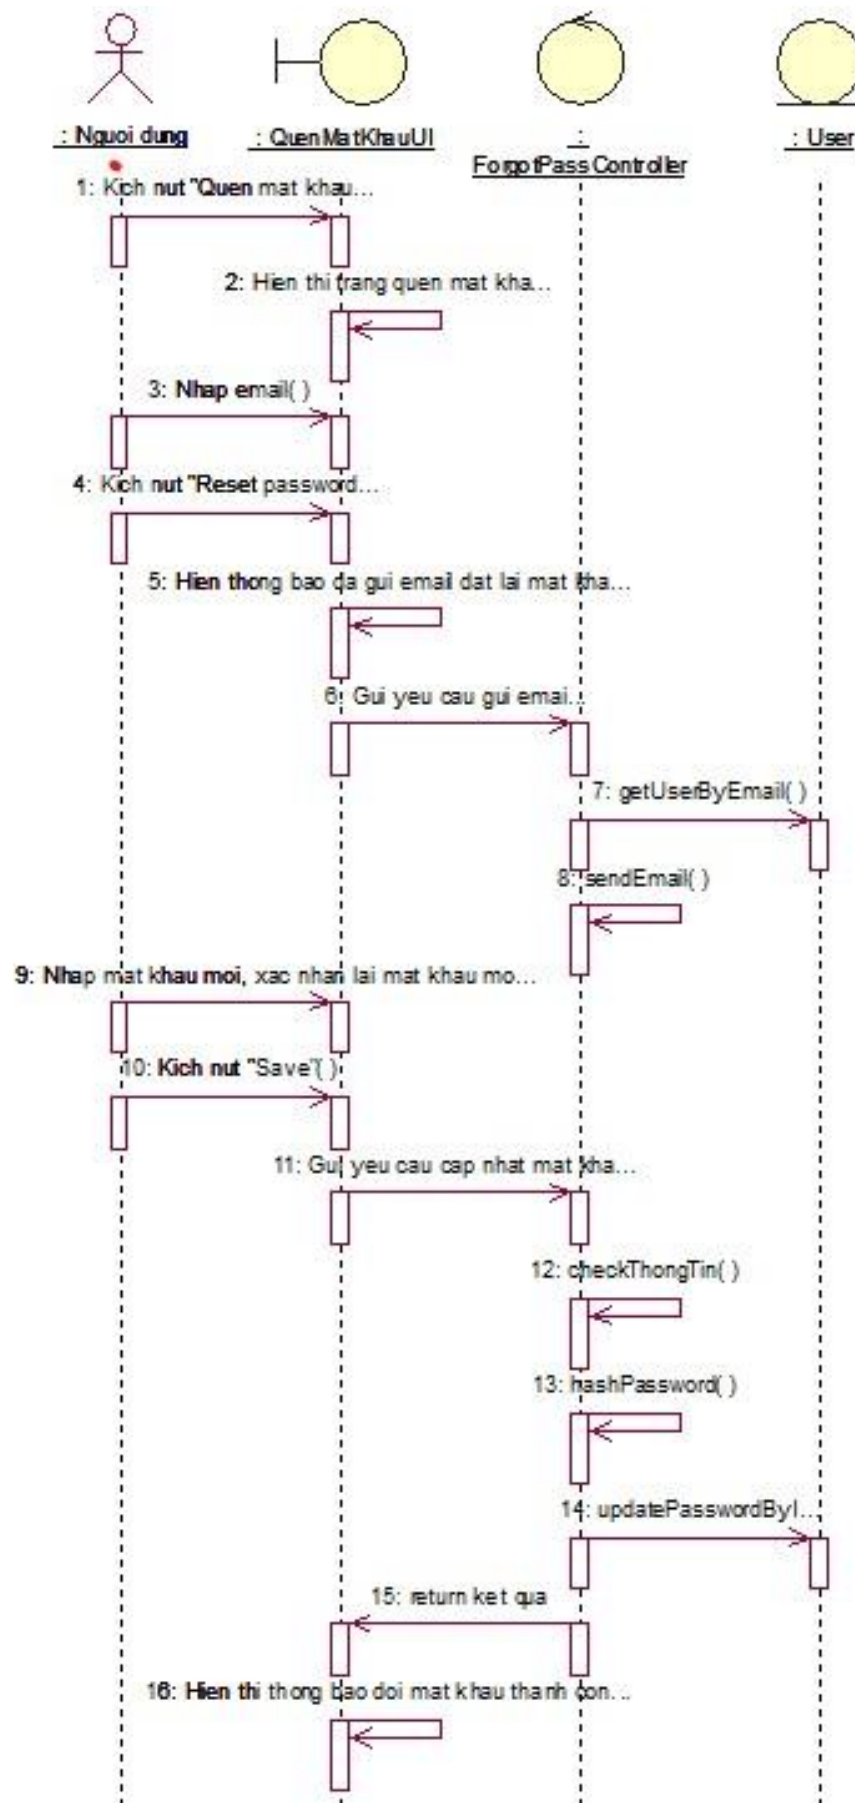 : Nguoi dung
: QuenMatKhauUI
:
ForgotPassController
: User
1: Kich nut "Quen mat khau...
2: Hien thi trang quen mat kha...
3: Nhap email( )
4: Kich nut "Reset password...
5: Hien thong bao da gui email dat lai mat kha...
6: Gui yeu cau gui emai...
7: getUserByEmail( )
8: sendEmail( )
9: Nhap mat khau moi, xac nhan lai mat khau mo...
10: Kich nut "Save"( )
11: Gui yeu cau cap nhat mat kha...
12: checkThongTin( )
13: hashPassword( )
14: updatePasswordByI...
15: return ket qua
16: Hien thi thong bao doi mat khau thanh con...